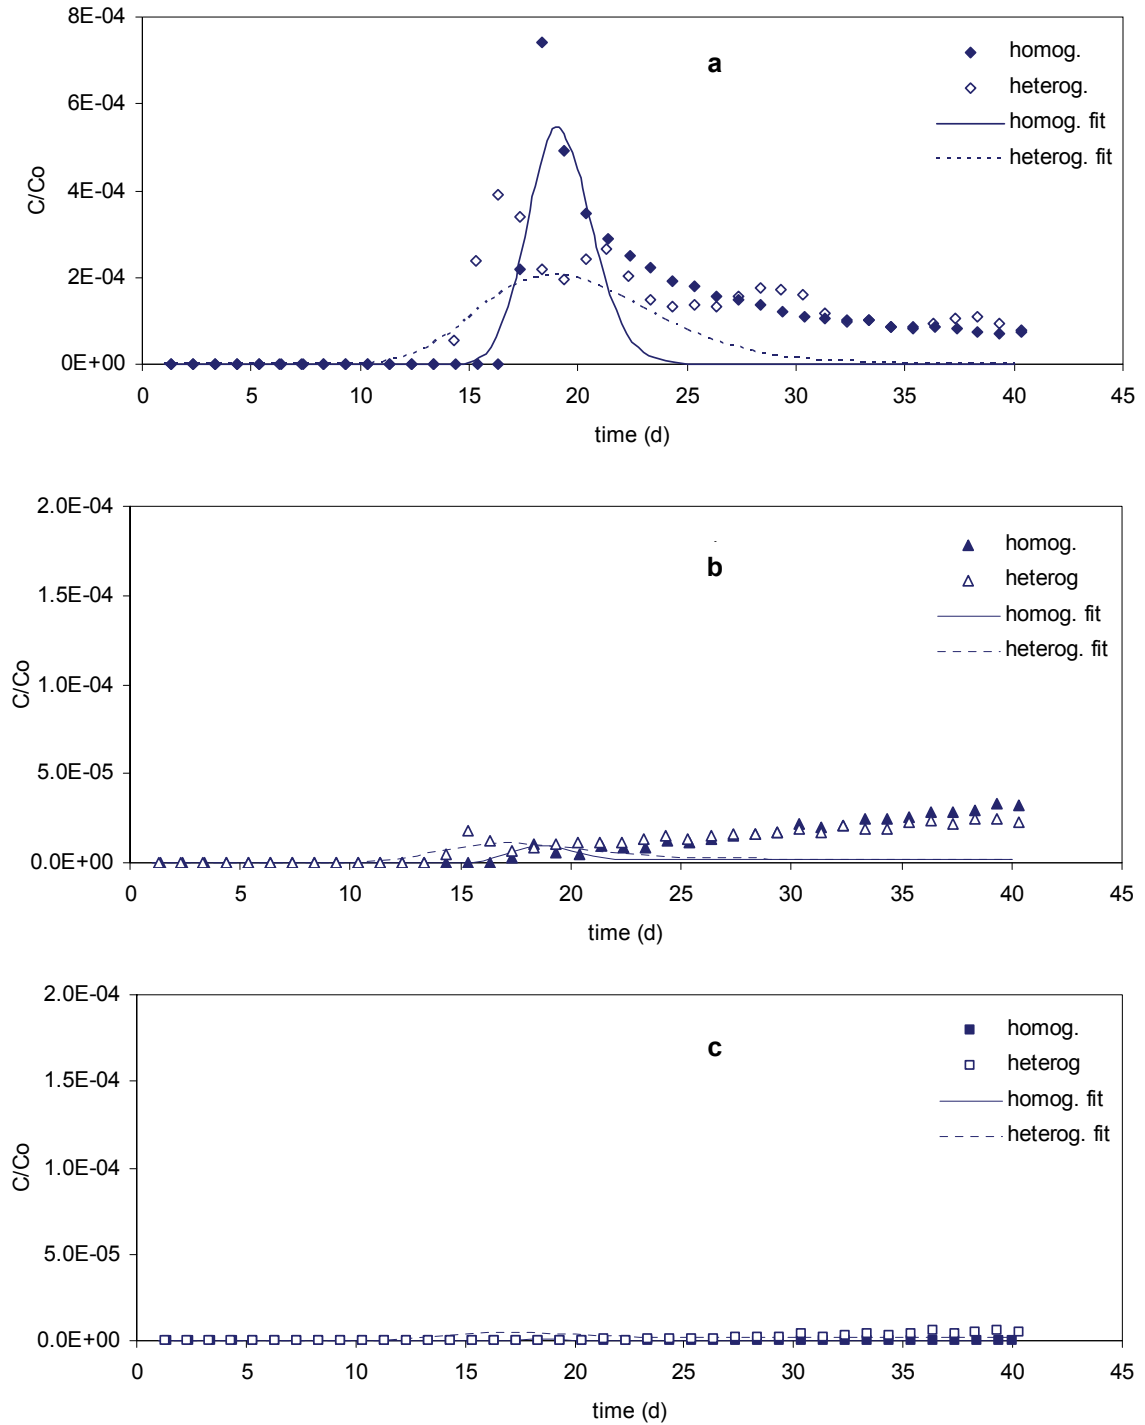 8E-04
a
homog.
heterog.
6E-04
homog. fit
heterog. fit
C/Co
4E-04
2E-04
0E+00
0 5 10 15 20 25 30 35 40 45
time (d)
2.0E-04
b
homog.
heterog
1.5E-04
homog. fit
heterog. fit
C/Co
1.0E-04
5.0E-05
0.0E+00
0 5 10 15 20 25 30 35 40 45
time (d)
2.0E-04
c
homog.
heterog
1.5E-04
homog. fit
heterog. fit
C/Co
1.0E-04
5.0E-05
0.0E+00
0 5 10 15 20 25 30 35 40 45
time (d)